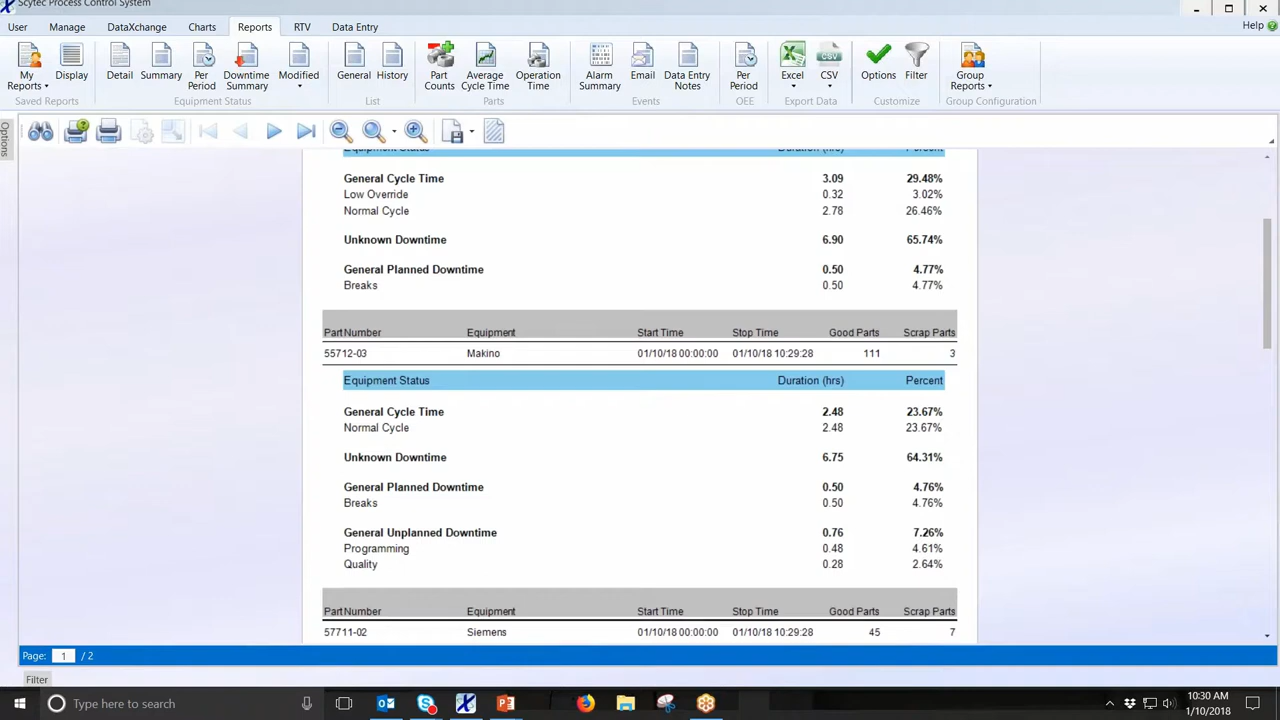 Scytec Process Control System
User Manage DataXchange Charts Reports RTV Data Entry Help
My Reports Display Detail Summary Per Period Downtime Summary Modified General History Part Counts Average Cycle Time Operation Time Alarm Summary Email Data Entry Notes Per Period Excel CSV Options Filter Group Reports
Saved Reports Equipment Status List Parts Events OEE Export Data Customize Group Configuration
Options
Equipment Status Duration (hrs) Percent
General Cycle Time 3.09 29.48%
Low Override 0.32 3.02%
Normal Cycle 2.78 26.46%
Unknown Downtime 6.90 65.74%
General Planned Downtime 0.50 4.77%
Breaks 0.50 4.77%
Part Number Equipment Start Time Stop Time Good Parts Scrap Parts
55712-03 Makino 01/10/18 00:00:00 01/10/18 10:29:28 111 3
Equipment Status Duration (hrs) Percent
General Cycle Time 2.48 23.67%
Normal Cycle 2.48 23.67%
Unknown Downtime 6.75 64.31%
General Planned Downtime 0.50 4.76%
Breaks 0.50 4.76%
General Unplanned Downtime 0.76 7.26%
Programming 0.48 4.61%
Quality 0.28 2.64%
Part Number Equipment Start Time Stop Time Good Parts Scrap Parts
57711-02 Siemens 01/10/18 00:00:00 01/10/18 10:29:28 45 7
Page: 1 / 2
Filter
Type here to search
10:30 AM
1/10/2018